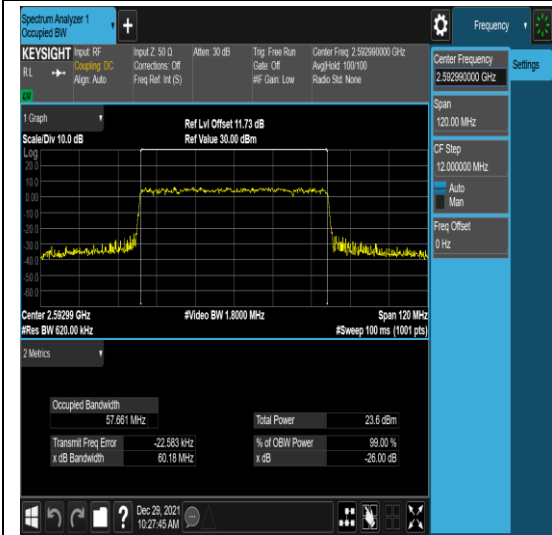 Spectrum Analyzer 1
Occupied BW
Frequency
KEYSIGHT
Input: RF
Input Z: 50 Ω
Atten: 30 dB
Trig: Free Run
Center Freq: 2.592990000 GHz
R L
Coupling: DC
Corrections: Off
Gate: Off
Avg|Hold: 100/100
Align: Auto
Freq Ref: Int (S)
#IF Gain: Low
Radio Std: None
Center Frequency
2.592990000 GHz
Settings
Span
120.00 MHz
CF Step
12.000000 MHz
Auto
Man
Freq Offset
0 Hz
1 Graph
Ref Lvl Offset 11.73 dB
Scale/Div 10.0 dB
Ref Value 30.00 dBm
Log
20.0
10.0
0.00
-10.0
-20.0
-30.0
-40.0
-50.0
-60.0
Center 2.59299 GHz
#Video BW 1.8000 MHz
Span 120 MHz
#Res BW 620.00 kHz
#Sweep 100 ms (1001 pts)
2 Metrics
Occupied Bandwidth
57.661 MHz
Total Power
23.6 dBm
Transmit Freq Error
-22.583 kHz
% of OBW Power
99.00 %
x dB Bandwidth
60.18 MHz
x dB
-26.00 dB
?
Dec 29, 2021
10:27:45 AM